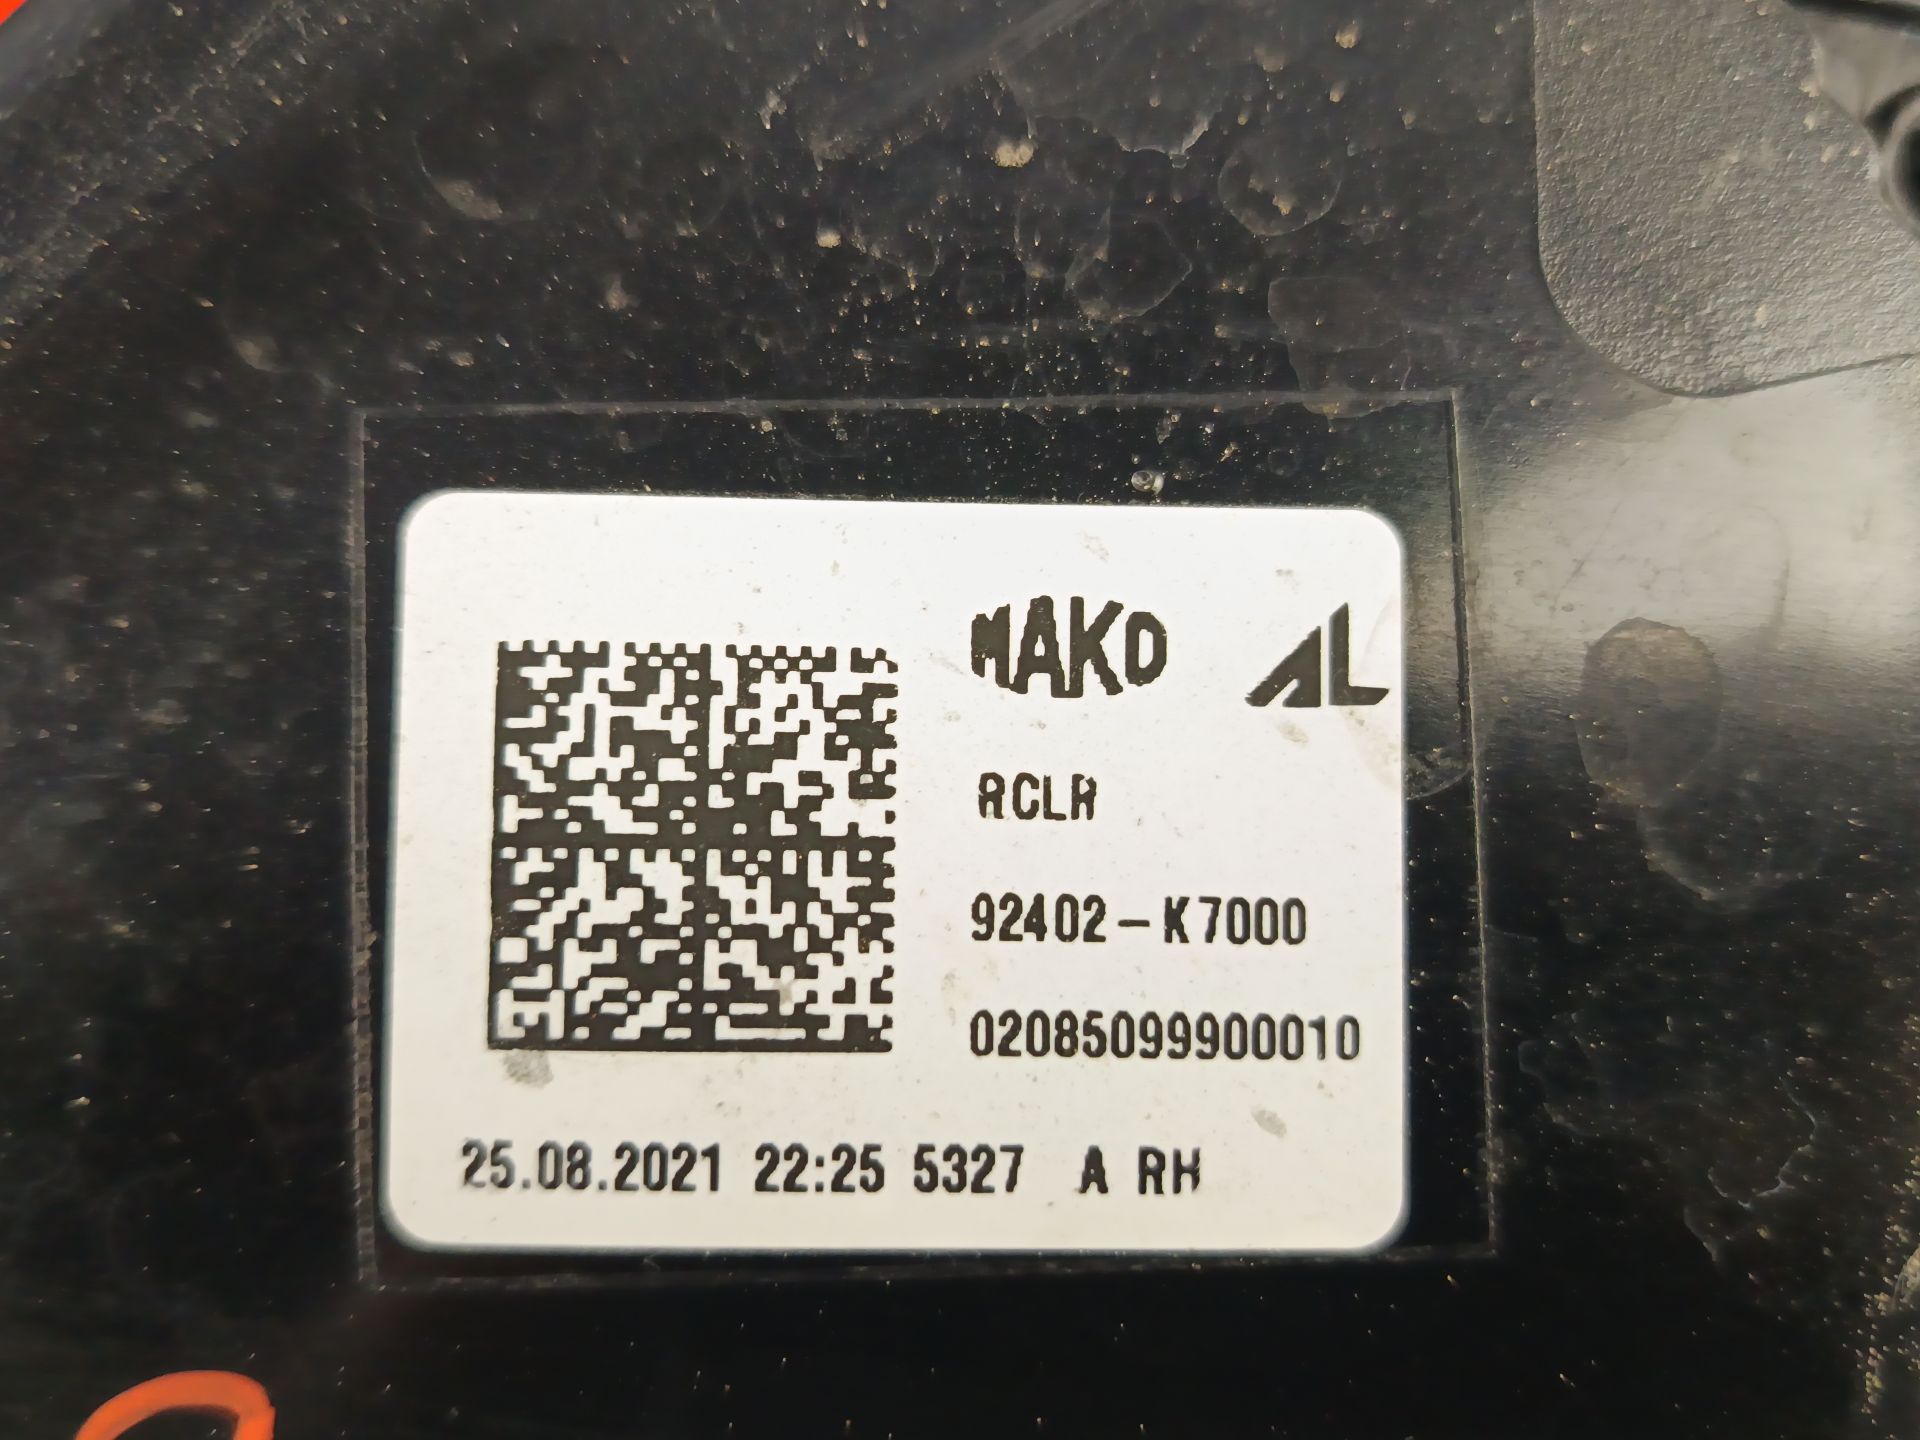 MAKO AL
RCLR
92402-K7000
02085099900010
25.08.2021 22:25 5327 A RH